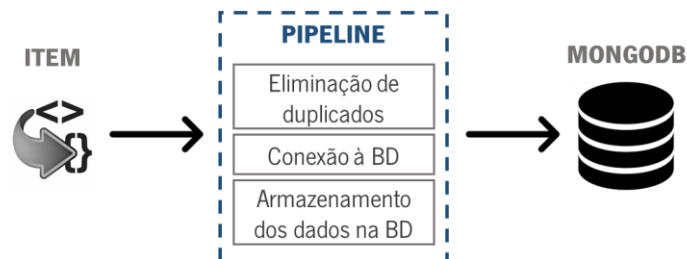 ITEM
<>
{}
PIPELINE
Eliminação de
duplicados
Conexão à BD
Armazenamento
dos dados na BD
MONGODB